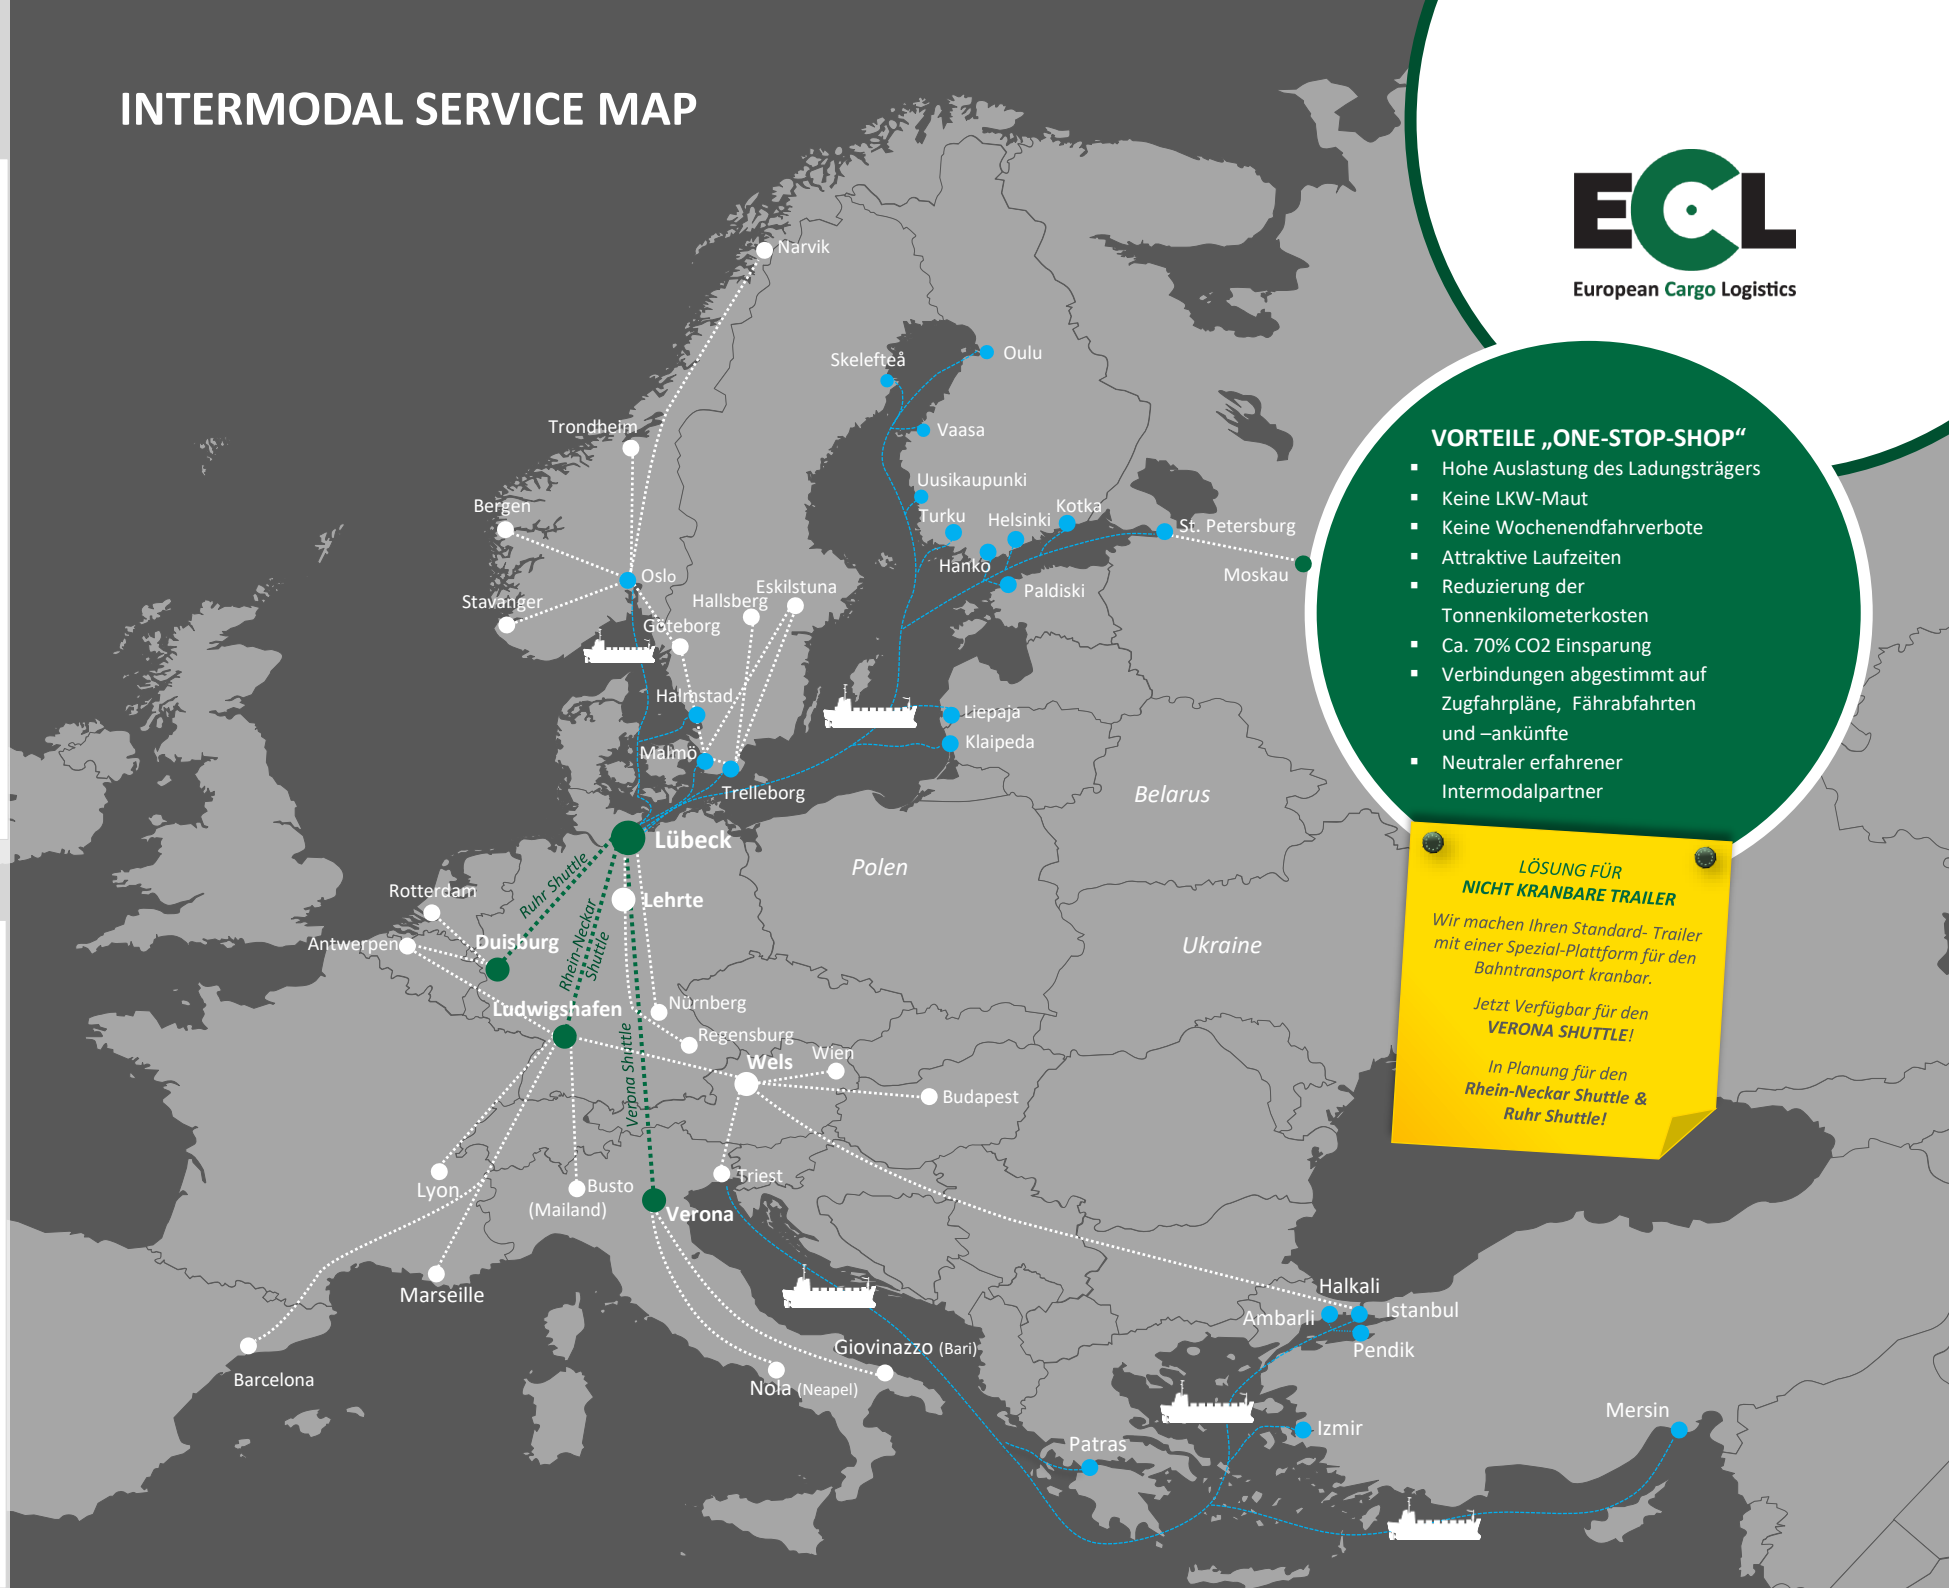 INTERMODAL SERVICE MAP
ECL
European Cargo Logistics
VORTEILE „ONE-STOP-SHOP“
▪ Hohe Auslastung des Ladungsträgers
▪ Keine LKW-Maut
▪ Keine Wochenendfahrverbote
▪ Attraktive Laufzeiten
▪ Reduzierung der
Tonnenkilometerkosten
▪ Ca. 70% CO2 Einsparung
▪ Verbindungen abgestimmt auf
Zugfahrpläne, Fährabfahrten
und –ankünfte
▪ Neutraler erfahrener
Intermodalpartner
LÖSUNG FÜR
NICHT KRANBARE TRAILER
Wir machen Ihren Standard- Trailer
mit einer Spezial-Plattform für den
Bahntransport kranbar.
Jetzt Verfügbar für den
VERONA SHUTTLE!
In Planung für den
Rhein-Neckar Shuttle &
Ruhr Shuttle!
Narvik
Skelefteå
Oulu
Trondheim
Vaasa
Uusikaupunki
Bergen
Turku
Helsinki
Kotka
St. Petersburg
Hanko
Moskau
Oslo
Eskilstuna
Paldiski
Stavanger
Hallsberg
Göteborg
Halmstad
Liepaja
Klaipeda
Malmö
Trelleborg
Belarus
Lübeck
Polen
Ruhr Shuttle
Rotterdam
Lehrte
Antwerpen
Duisburg
Rhein-Neckar
Shuttle
Ukraine
Nürnberg
Ludwigshafen
Regensburg
Wels
Wien
Verona Shuttle
Budapest
Triest
Lyon
Busto
(Mailand)
Verona
Marseille
Halkali
Ambarli
Istanbul
Pendik
Giovinazzo (Bari)
Barcelona
Nola (Neapel)
Mersin
Izmir
Patras